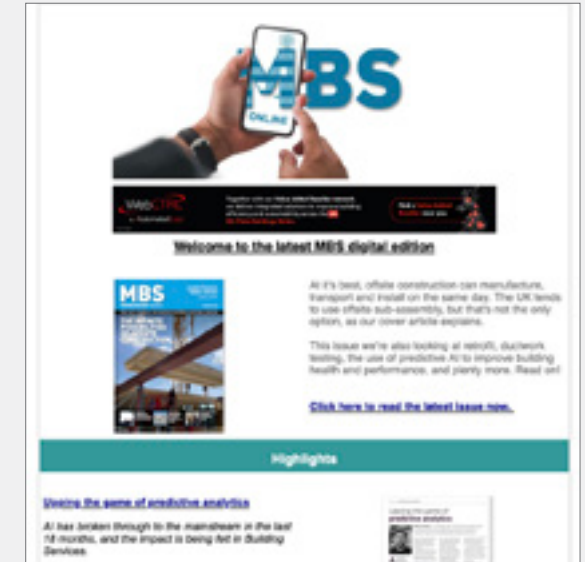 MBS
ONLINE
WebCTRL
Welcome to the latest MBS digital edition
MBS
At it's best, offsite construction can manufacture,
transport and install on the same day. The UK tends
to use offsite sub-assembly, but that's not the only
option, as our cover article explains.
This issue we're also looking at retrofit, ductwork
testing, the use of predictive AI to improve building
health and performance, and plenty more. Read on!
Click here to read the latest issue now.
Highlights
Upping the game of predictive analytics
AI has broken through to the mainstream in the last
18 months, and the impact is being felt in Building
Services.
predictive analytics